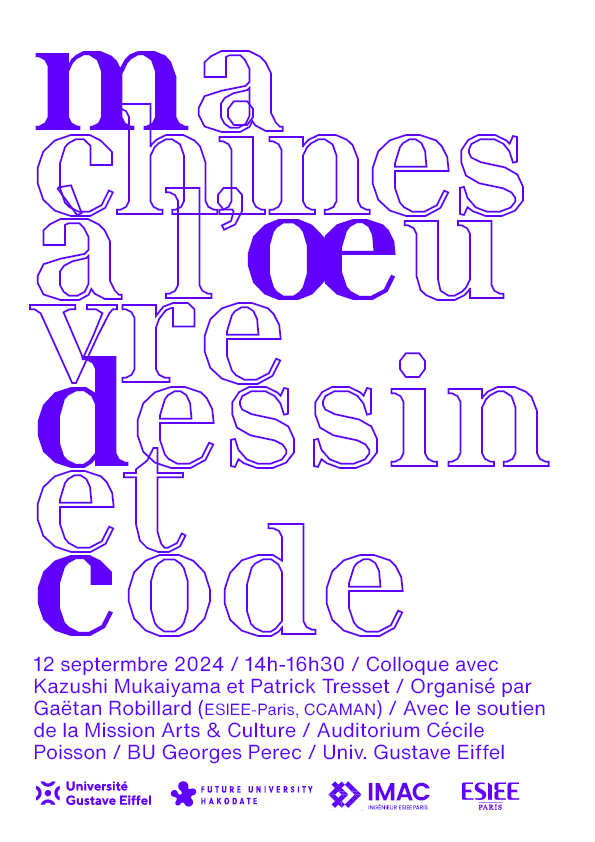 ma
chines
à l'œu
vre
dessin
et
code
12 septermbre 2024 / 14h-16h30 / Colloque avec
Kazushi Mukaiyama et Patrick Tresset / Organisé par
Gaëtan Robillard (ESIEE-Paris, CCAMAN) / Avec le soutien
de la Mission Arts & Culture / Auditorium Cécile
Poisson / BU Georges Perec / Univ. Gustave Eiffel
Université
Gustave Eiffel
FUTURE UNIVERSITY
HAKODATE
IMAC
INGÉNIEUR ESIEE PARIS
ESIEE
PARIS